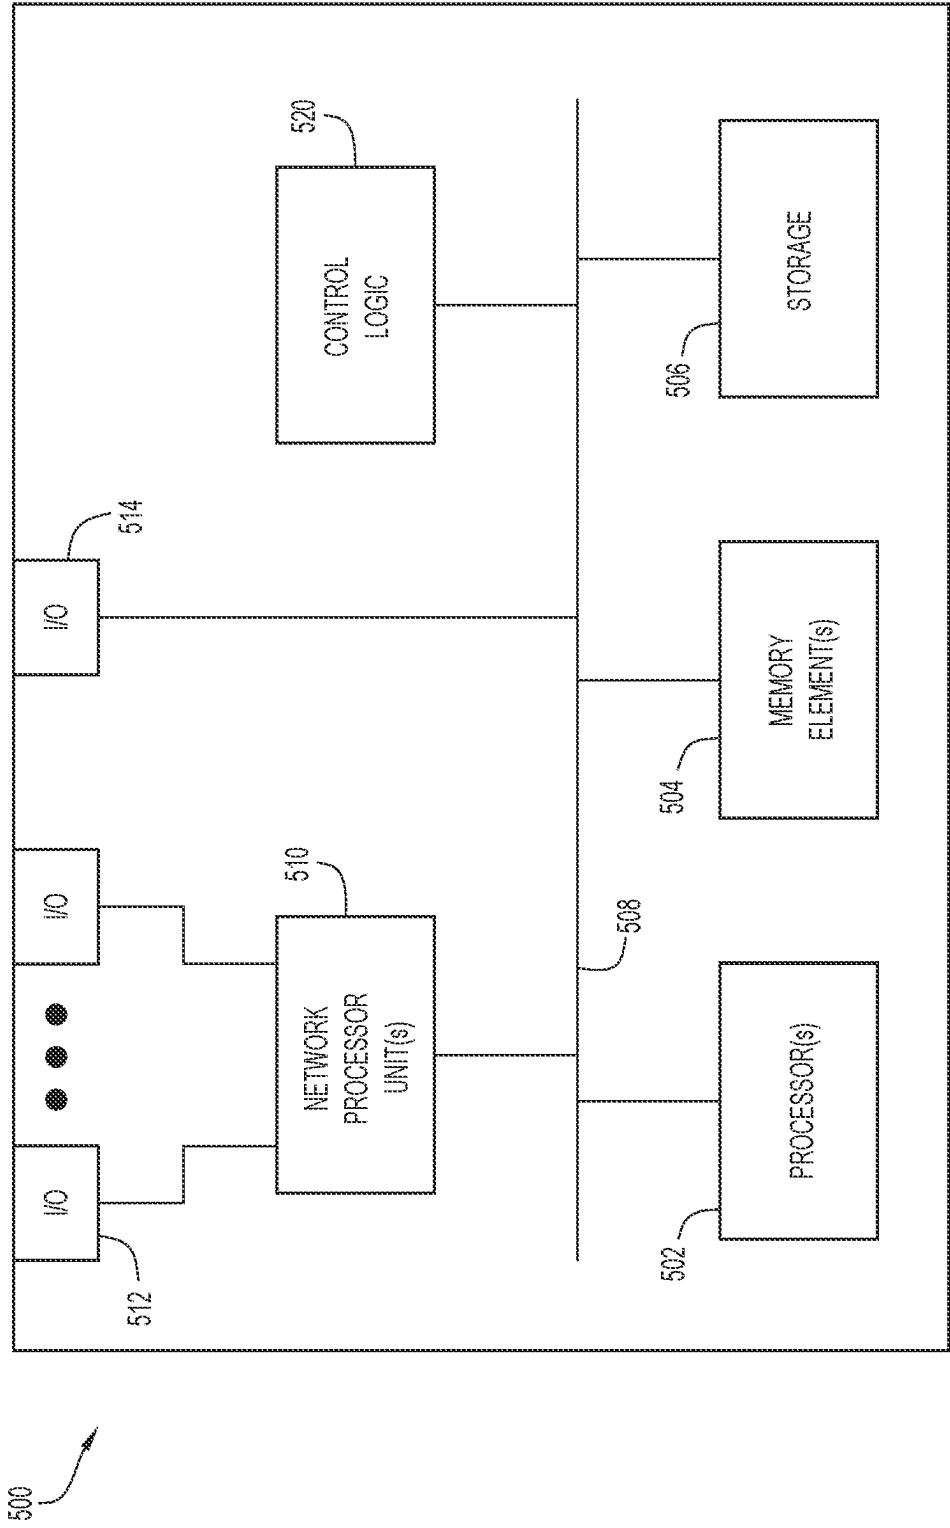 500
512
I/O
I/O
I/O
514
510
NETWORK
PROCESSOR
UNIT(s)
520
CONTROL
LOGIC
508
502
PROCESSOR(s)
504
MEMORY
ELEMENT(s)
506
STORAGE